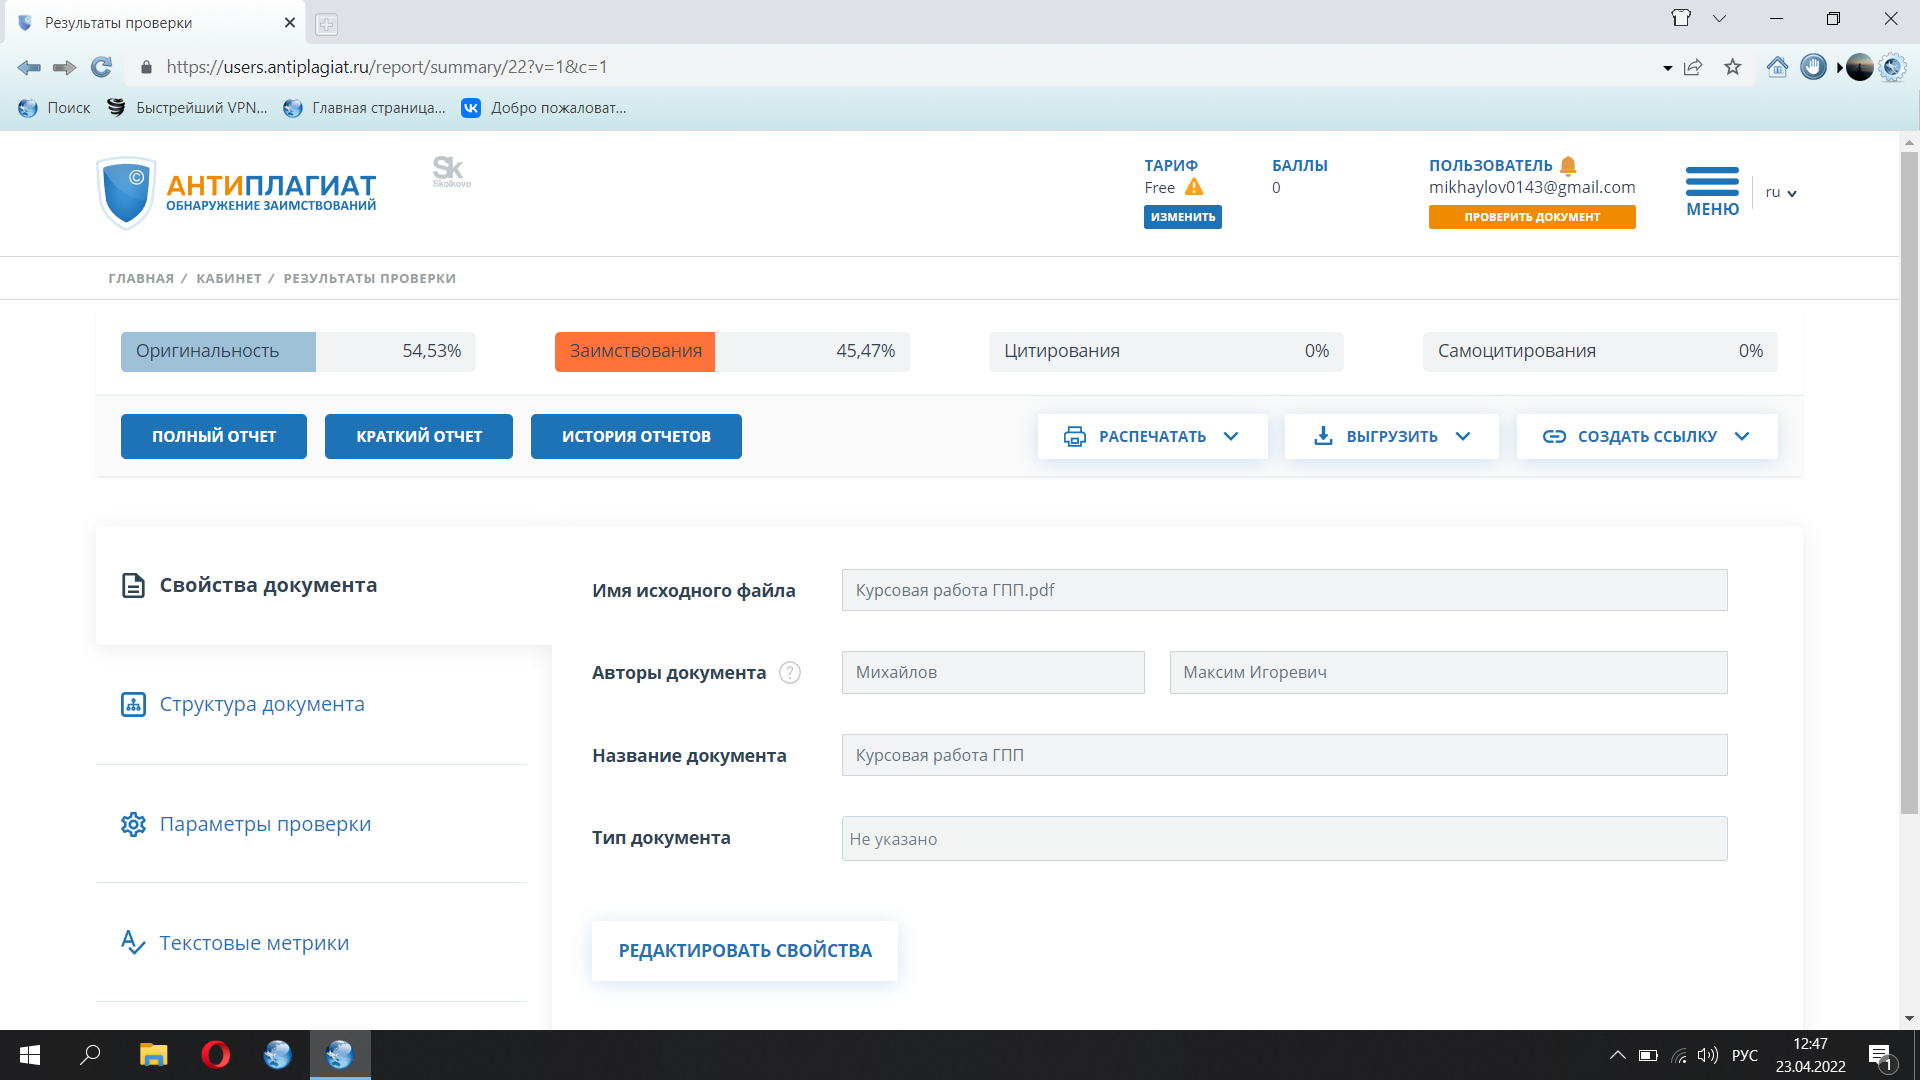 Результаты проверки
https://users.antiplagiat.ru/report/summary/22?v=1&c=1
Поиск
Быстрейший VPN...
Главная страница...
Добро пожаловат...
АНТИПЛАГИАТ
ОБНАРУЖЕНИЕ ЗАИМСТВОВАНИЙ
Sk
Skolkovo
ТАРИФ
Free
ИЗМЕНИТЬ
БАЛЛЫ
0
ПОЛЬЗОВАТЕЛЬ
mikhaylov0143@gmail.com
ПРОВЕРИТЬ ДОКУМЕНТ
МЕНЮ
ru
ГЛАВНАЯ / КАБИНЕТ / РЕЗУЛЬТАТЫ ПРОВЕРКИ
Оригинальность 54,53%
Заимствования 45,47%
Цитирования 0%
Самоцитирования 0%
ПОЛНЫЙ ОТЧЕТ
КРАТКИЙ ОТЧЕТ
ИСТОРИЯ ОТЧЕТОВ
РАСПЕЧАТАТЬ
ВЫГРУЗИТЬ
СОЗДАТЬ ССЫЛКУ
Свойства документа
Структура документа
Параметры проверки
Текстовые метрики
Имя исходного файла
Курсовая работа ГПП.pdf
Авторы документа ?
Михайлов
Максим Игоревич
Название документа
Курсовая работа ГПП
Тип документа
Не указано
РЕДАКТИРОВАТЬ СВОЙСТВА
РУС
12:47
23.04.2022
1